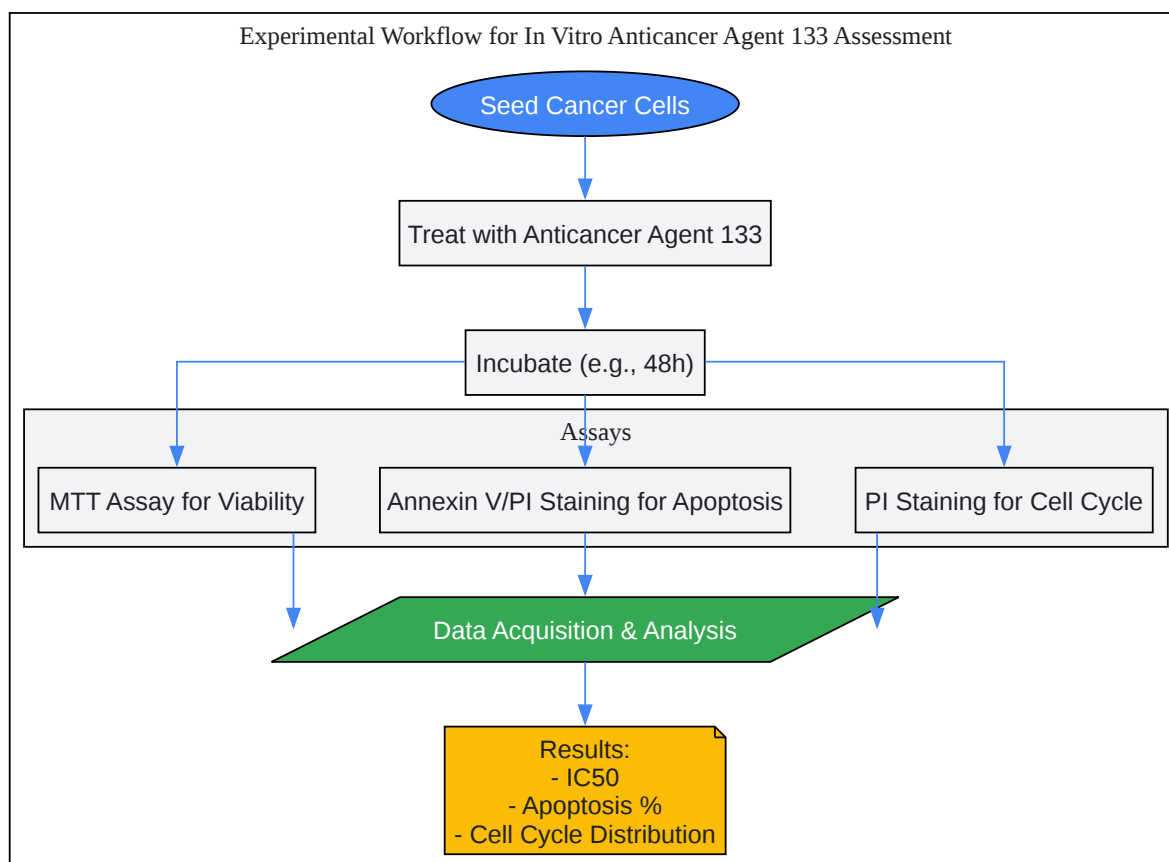 Experimental Workflow for In Vitro Anticancer Agent 133 Assessment
Seed Cancer Cells
Treat with Anticancer Agent 133
Incubate (e.g., 48h)
Assays
MTT Assay for Viability
Annexin V/PI Staining for Apoptosis
PI Staining for Cell Cycle
Data Acquisition & Analysis
Results:
- IC50
- Apoptosis %
- Cell Cycle Distribution